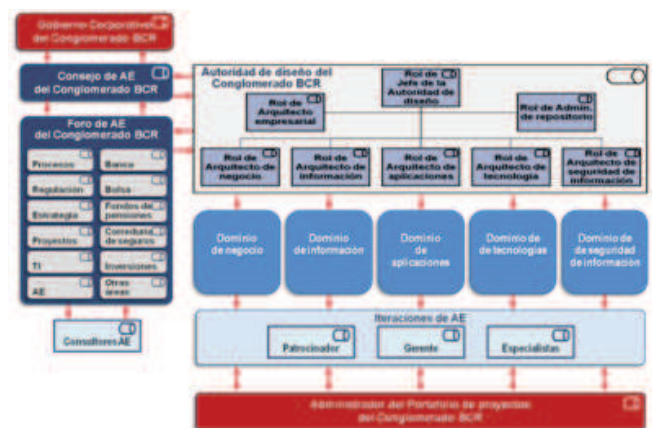 Gobierno Corporativo
del Conglomerado BCR
Consejo de AE
del Conglomerado BCR
Foro de AE
del Conglomerado BCR
Procesos
Banca
Regulación
Bolsa
Estrategia
Fondos de
pensiones
Proyectos
Correduría
de seguros
TI
Inversiones
AE
Otras
áreas
Consultores AE
Autoridad de diseño del
Conglomerado BCR
Rol de
Jefe de la
Autoridad de
diseño
Rol de
Arquitecto
empresarial
Rol de Admin.
de repositorio
Rol de
Arquitecto de
negocio
Rol de
Arquitecto de
información
Rol de
Arquitecto de
aplicaciones
Rol de
Arquitecto de
tecnología
Rol de
Arquitecto de
seguridad de
información
Dominio
de negocio
Dominio
de información
Dominio
de
aplicaciones
Dominio de
de tecnologías
Dominio de
de seguridad
de información
Iteraciones de AE
Patrocinador
Gerente
Especialistas
Administrador del Portafolio de proyectos
del Conglomerado BCR